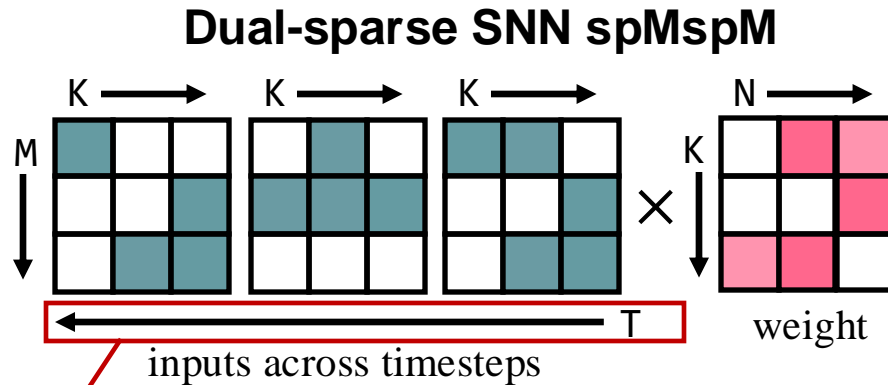 Dual-sparse SNN spMspM
K K K N
M K
T
weight
inputs across timesteps